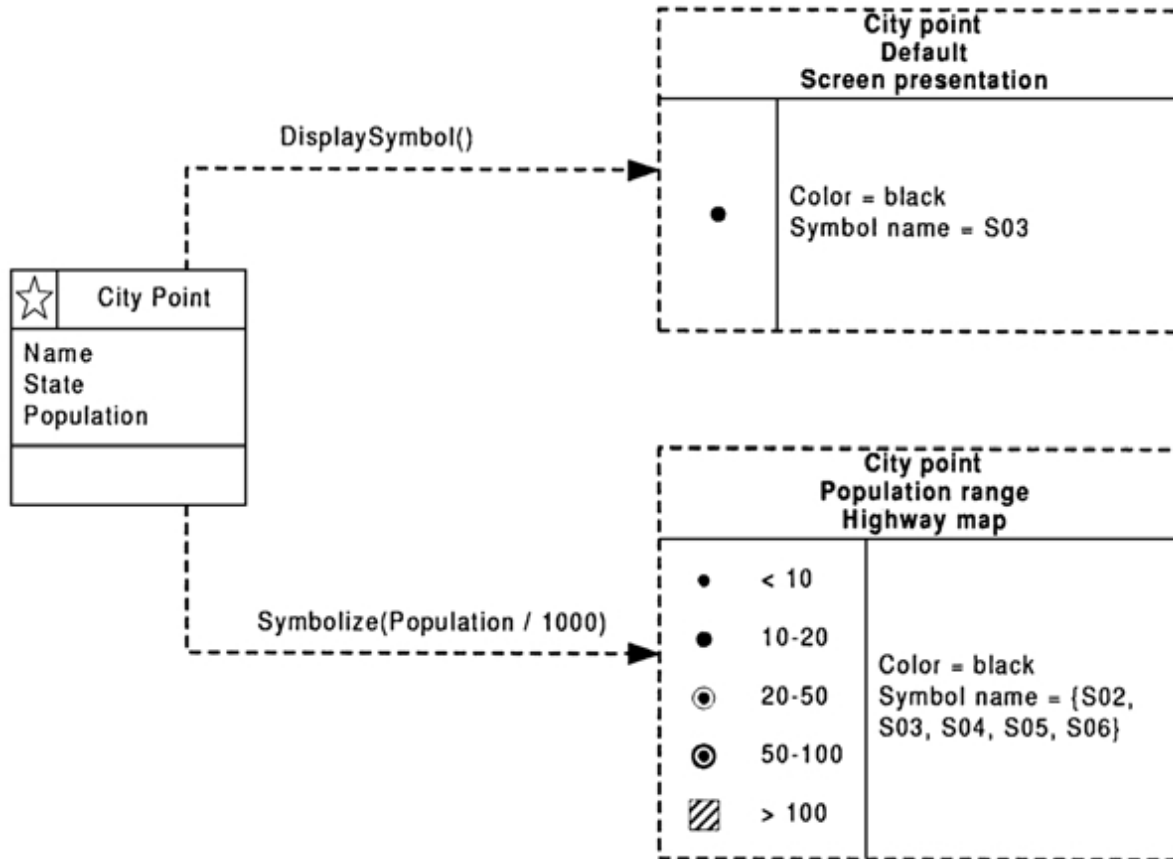 City point
Default
Screen presentation
DisplaySymbol()
Color = black
Symbol name = S03
City Point
Name
State
Population
City point
Population range
Highway map
Symbolize(Population / 1000)
< 10
10-20
20-50
50-100
> 100
Color = black
Symbol name = {S02,
S03, S04, S05, S06}